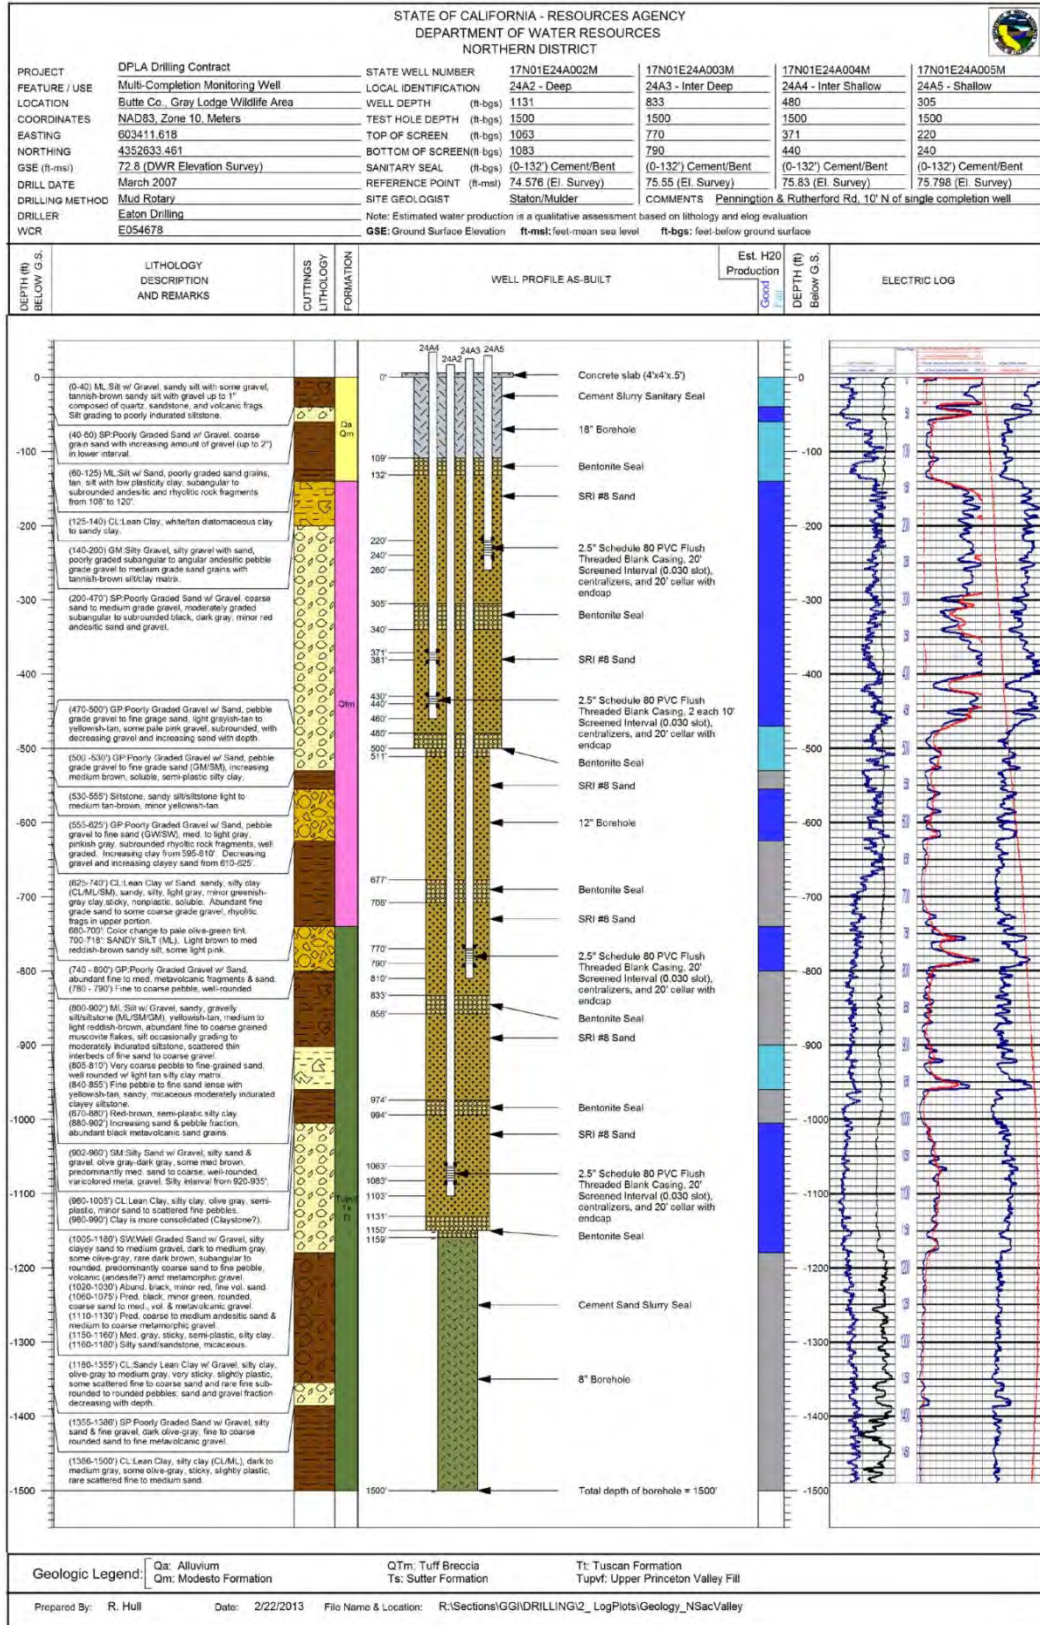 STATE OF CALIFORNIA - RESOURCES AGENCY
DEPARTMENT OF WATER RESOURCES
NORTHERN DISTRICT
PROJECT DPLA Drilling Contract
FEATURE / USE Multi-Completion Monitoring Well
LOCATION Butte Co., Gray Lodge Wildlife Area
COORDINATES NAD83, Zone 10, Meters
EASTING 603411.618
NORTHING 4352633.461
GSE (ft-msl) 72.8 (DWR Elevation Survey)
DRILL DATE March 2007
DRILLING METHOD Mud Rotary
DRILLER Eaton Drilling
WCR E054678
STATE WELL NUMBER 17N01E24A002M 17N01E24A003M 17N01E24A004M 17N01E24A005M
LOCAL IDENTIFICATION 24A2 - Deep 24A3 - Inter Deep 24A4 - Inter Shallow 24A5 - Shallow
WELL DEPTH (ft-bgs) 1131 833 480 305
TEST HOLE DEPTH (ft-bgs) 1500 1500 1500 1500
TOP OF SCREEN (ft-bgs) 1063 770 371 220
BOTTOM OF SCREEN(ft-bgs) 1083 790 440 240
SANITARY SEAL (ft-bgs) (0-132') Cement/Bent (0-132') Cement/Bent (0-132') Cement/Bent (0-132') Cement/Bent
REFERENCE POINT (ft-msl) 74.576 (El. Survey) 75.55 (El. Survey) 75.83 (El. Survey) 75.798 (El. Survey)
SITE GEOLOGIST Staton/Mulder COMMENTS Pennington & Rutherford Rd, 10' N of single completion well
Note: Estimated water production is a qualitative assessment based on lithology and elog evaluation
GSE: Ground Surface Elevation ft-msl: feet-mean sea level ft-bgs: feet-below ground surface
DEPTH (ft)
BELOW G.S.
LITHOLOGY
DESCRIPTION
AND REMARKS
CUTTINGS
LITHOLOGY
FORMATION
WELL PROFILE AS-BUILT
Est. H20
Production
Good
Fair
DEPTH (ft)
Below G.S.
ELECTRIC LOG
0
-100
-200
-300
-400
-500
-600
-700
-800
-900
-1000
-1100
-1200
-1300
-1400
-1500
(0-40) ML:Silt w/ Gravel, sandy silt with some gravel,
tannish-brown sandy silt with gravel up to 1"
composed of quartz, sandstone, and volcanic frags.
Silt grading to poorly indurated siltstone.
(40-60) SP:Poorly Graded Sand w/ Gravel, coarse
grain sand with increasing amount of gravel (up to 2")
in lower interval.
(60-125) ML:Silt w/ Sand, poorly graded sand grains,
tan, silt with low plasticity clay, subangular to
subrounded andesitic and rhyolitic rock fragments
from 108' to 120'.
(125-140) CL:Lean Clay, white/tan diatomaceous clay
to sandy clay.
(140-200) GM:Silty Gravel, silty gravel with sand,
poorly graded subangular to angular andesitic pebble
grade gravel to medium grade sand grains with
tannish-brown silt/clay matrix.
(200-470) SP:Poorly Graded Sand w/ Gravel, coarse
sand to medium grade gravel, moderately graded
subangular to subrounded black, dark gray, minor red
andesitic sand and gravel.
(470-500) GP:Poorly Graded Gravel w/ Sand, pebble
grade gravel to fine grage sand, light grayish-tan to
yellowish-tan, some pale pink gravel, subrounded, with
decreasing gravel and increasing sand with depth.
(500 -530) GP:Poorly Graded Gravel w/ Sand, pebble
grade gravel to fine grade sand (GM/SM), increasing
medium brown, soluble, semi-plastic silty clay.
(530-555') Siltstone, sandy silt/siltstone light to
medium tan-brown, minor yellowish-tan.
(555-625') GP:Poorly Graded Gravel w/ Sand, pebble
gravel to fine sand (GW/SW), med. to light gray,
pinkish gray, subrounded rhyoltic rock fragments, well
graded. Increasing clay from 595-610'. Decreasing
gravel and increasing clayey sand from 610-625'.
(625-740') CL:Lean Clay w/ Sand, sandy, silty clay
(CL/ML/SM), sandy, silty, light gray, minor greenish-
gray clay,sticky, nonplastic, soluble. Abundant fine
grade sand to some coarse grade gravel, rhyolitic
frags in upper portion.
680-700': Color change to pale olive-green tint.
700-718': SANDY SILT (ML), Light brown to med
reddish-brown sandy silt, some light pink.
(740 - 800') GP:Poorly Graded Gravel w/ Sand,
abundant fine to med. metavolcanic fragments & sand.
(780 - 790') Fine to coarse pebble, well-rounded
(800-902') ML:Silt w/ Gravel, sandy, gravelly
silt/siltstone (ML/SM/GM), yellowish-tan, medium to
light reddish-brown, abundant fine to coarse grained
muscovite flakes, silt occasionally grading to
moderately indurated siltstone, scattered thin
interbeds of fine sand to coarse gravel.
(805-810') Very coarse pebble to fine-grained sand,
well rounded w/ light tan silty clay matrix.
(840-855') Fine pebble to fine sand lense with
yellowish-tan, sandy, micaceous moderately indurated
clayey siltstone.
(870-880') Red-brown, semi-plastic silty clay.
(880-902') Increasing sand & pebble fraction,
abundant black metavolcanic sand grains.
(902-960') SM:Silty Sand w/ Gravel, silty sand &
gravel, olive gray-dark gray, some med brown,
predominantly med. sand to coarse, well-rounded,
varicolored meta. gravel. Silty interval from 920-935'.
(960-1005') CL:Lean Clay, silty clay, olive gray, semi-
plastic, minor sand to scattered fine pebbles.
(980-990') Clay is more consolidated (Claystone?).
(1005-1180') SW:Well Graded Sand w/ Gravel, silty
clayey sand to medium gravel, dark to medium gray,
some olive-gray, rare dark brown, subangular to
rounded, predominantly coarse sand to fine pebble,
volcanic (andesite?) amd metamorphic gravel.
(1020-1030') Abund. black, minor red, fine vol. sand.
(1060-1075') Pred. black, minor green, rounded,
coarse sand to med., vol. & metavolcanic gravel.
(1110-1130') Pred. coarse to medium andesitic sand &
medium to coarse metamorphic gravel.
(1150-1160') Med. gray, sticky, semi-plastic, silty clay.
(1160-1180') Silty sand/sandstone, micaceous.
(1180-1355') CL:Sandy Lean Clay w/ Gravel, silty clay,
olive-gray to medium gray, very sticky, slightly plastic,
some scattered fine to coarse sand and rare fine sub-
rounded to rounded pebbles; sand and gravel fraction
decreasing with depth.
(1355-1386') SP:Poorly Graded Sand w/ Gravel, silty
sand & fine gravel, dark olive-gray, fine to coarse
rounded sand to fine metavolcanic gravel.
(1386-1500') CL:Lean Clay, silty clay (CL/ML), dark to
medium gray, some olive-gray, sticky, slightly plastic,
rare scattered fine to medium sand.
Qa
Qm
Qtm
Tupvf
Ts
Tt
24A4
24A2
24A3
24A5
0'
109'
132'
220'
240'
260'
305'
340'
371'
381'
430'
440'
460'
480'
500'
511'
677'
708'
770'
790'
810'
833'
858'
974'
994'
1063'
1083'
1103'
1131'
1150'
1159'
1500'
Concrete slab (4'x4'x.5')
Cement Slurry Sanitary Seal
18" Borehole
Bentonite Seal
SRI #8 Sand
2.5" Schedule 80 PVC Flush
Threaded Blank Casing, 20'
Screened Interval (0.030 slot),
centralizers, and 20' cellar with
endcap
Bentonite Seal
SRI #8 Sand
2.5" Schedule 80 PVC Flush
Threaded Blank Casing, 2 each 10'
Screened Interval (0.030 slot),
centralizers, and 20' cellar with
endcap
Bentonite Seal
SRI #8 Sand
12" Borehole
Bentonite Seal
SRI #8 Sand
2.5" Schedule 80 PVC Flush
Threaded Blank Casing, 20'
Screened Interval (0.030 slot),
centralizers, and 20' cellar with
endcap
Bentonite Seal
SRI #8 Sand
Bentonite Seal
SRI #8 Sand
2.5" Schedule 80 PVC Flush
Threaded Blank Casing, 20'
Screened Interval (0.030 slot),
centralizers, and 20' cellar with
endcap
Bentonite Seal
Cement Sand Slurry Seal
8" Borehole
Total depth of borehole = 1500'
0
-100
-200
-300
-400
-500
-600
-700
-800
-900
-1000
-1100
-1200
-1300
-1400
-1500
Geologic Legend: Qa: Alluvium QTm: Tuff Breccia Tt: Tuscan Formation
Qm: Modesto Formation Ts: Sutter Formation Tupvf: Upper Princeton Valley Fill
Prepared By: R. Hull Date: 2/22/2013 File Name & Location: R:\Sections\GGI\DRILLING\2_ LogPlots\Geology_NSacValley